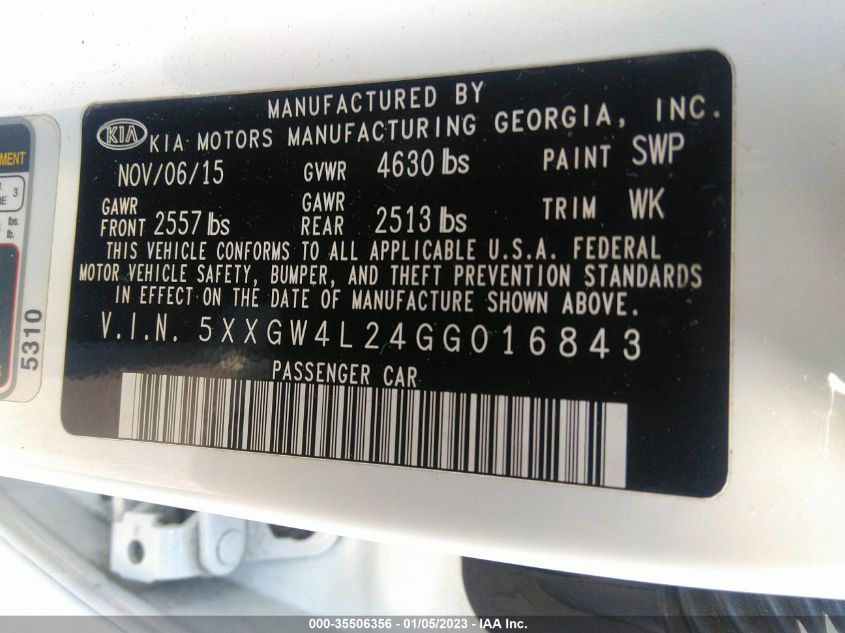 MANUFACTURED BY
KIA KIA MOTORS MANUFACTURING GEORGIA, INC.
NOV/06/15 GVWR 4630 lbs PAINT SWP
GAWR FRONT 2557 lbs GAWR REAR 2513 lbs TRIM WK
THIS VEHICLE CONFORMS TO ALL APPLICABLE U.S.A. FEDERAL
MOTOR VEHICLE SAFETY, BUMPER, AND THEFT PREVENTION STANDARDS
IN EFFECT ON THE DATE OF MANUFACTURE SHOWN ABOVE.
V.I.N. 5XXGW4L24GG016843
PASSENGER CAR
3
lbs.
lb.
5310
000-35506356 - 01/05/2023 - IAA Inc.